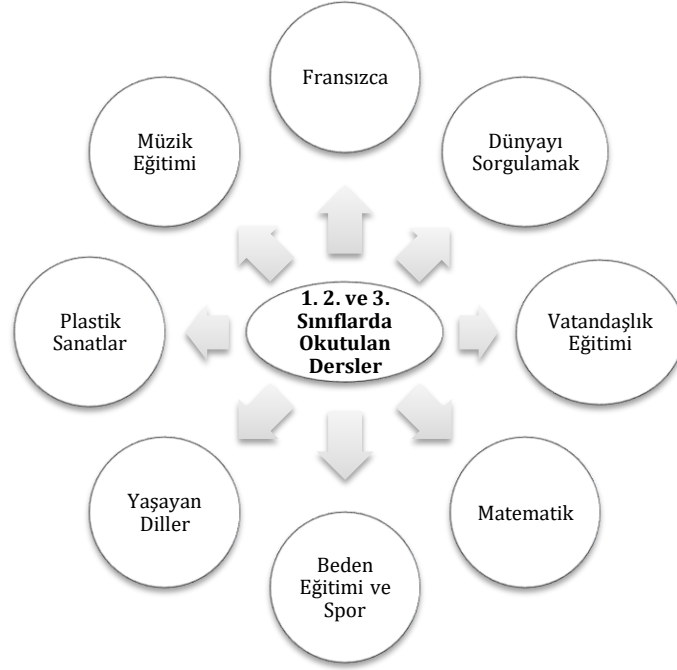 Fransızca
Müzik
Eğitimi
Dünyayı
Sorgulamak
Plastik
Sanatlar
1. 2. ve 3.
Sınıflarda
Okutulan
Dersler
Vatandaşlık
Eğitimi
Yaşayan
Diller
Matematik
Beden
Eğitimi ve
Spor